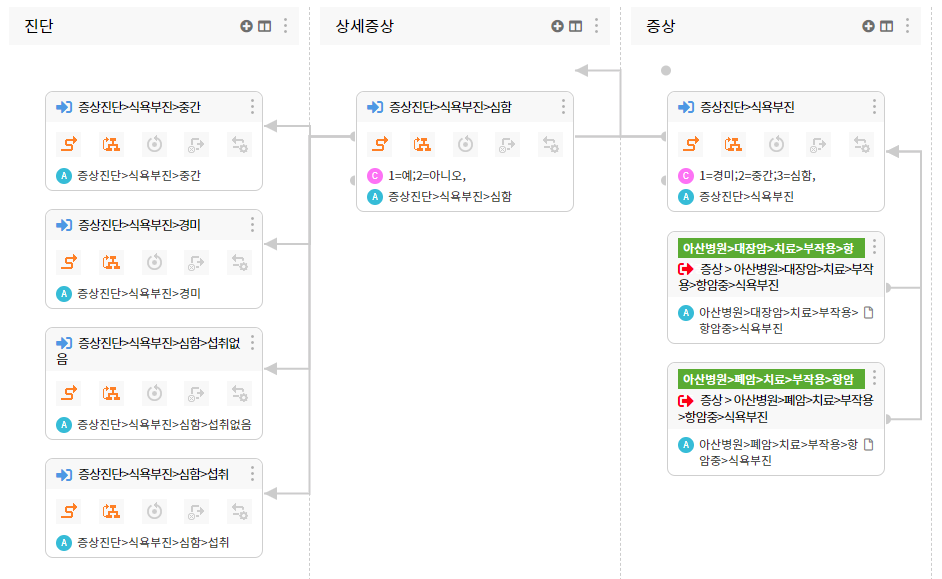 진단
증상진단>식욕부진>중간
A 증상진단>식욕부진>중간
증상진단>식욕부진>경미
A 증상진단>식욕부진>경미
증상진단>식욕부진>심함>섭취없
음
A 증상진단>식욕부진>심함>섭취없음
증상진단>식욕부진>심함>섭취
A 증상진단>식욕부진>심함>섭취
상세증상
증상진단>식욕부진>심함
C 1=예;2=아니오,
A 증상진단>식욕부진>심함
증상
증상진단>식욕부진
C 1=경미;2=중간;3=심함,
A 증상진단>식욕부진
아산병원>대장암>치료>부작용>항
증상 > 아산병원>대장암>치료>부작
용>항암중>식욕부진
A 아산병원>대장암>치료>부작용>
항암중>식욕부진
아산병원>폐암>치료>부작용>항암
증상 > 아산병원>폐암>치료>부작용
>항암중>식욕부진
A 아산병원>폐암>치료>부작용>항
암중>식욕부진